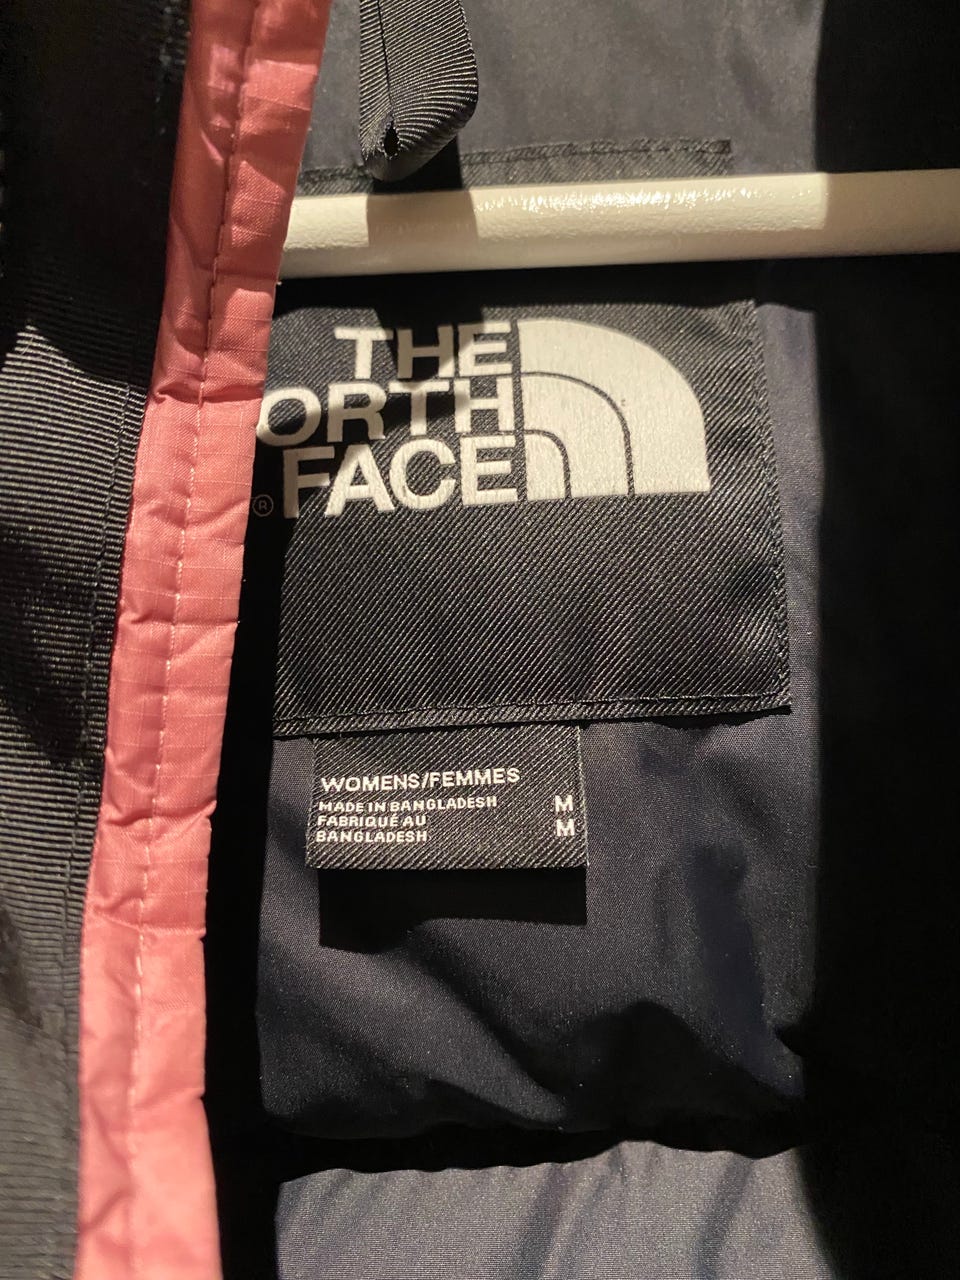 THE
ORTH
FACE
®
WOMENS/FEMMES
MADE IN BANGLADESH M
FABRIQUÉ AU M
BANGLADESH